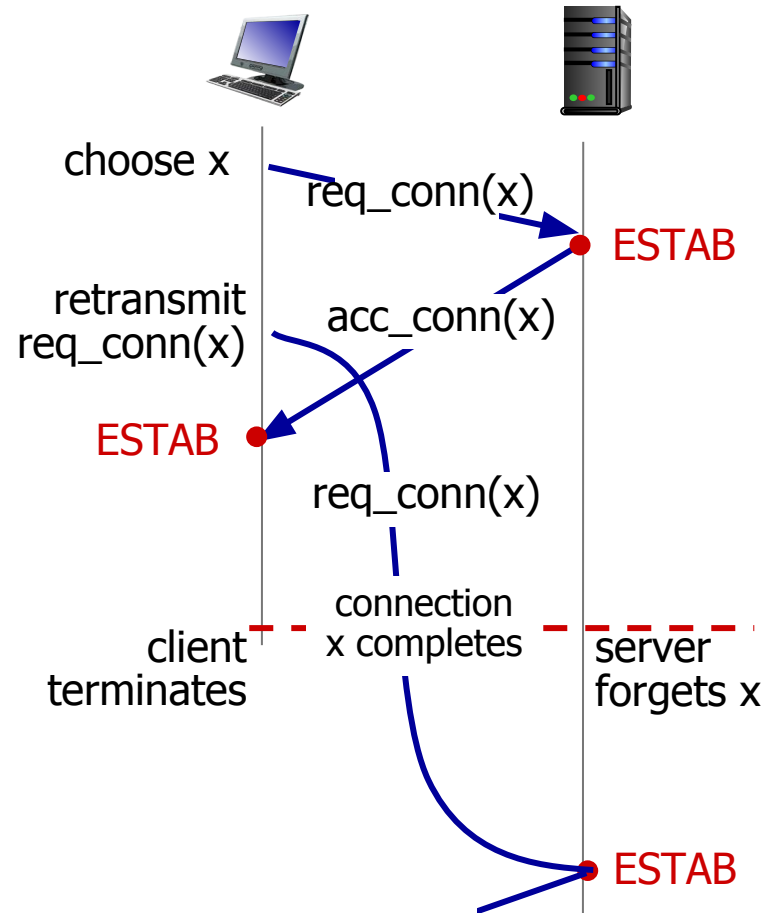 choose x
req_conn(x)
ESTAB
retransmit
req_conn(x)
acc_conn(x)
ESTAB
req_conn(x)
connection
x completes
client
terminates
server
forgets x
ESTAB